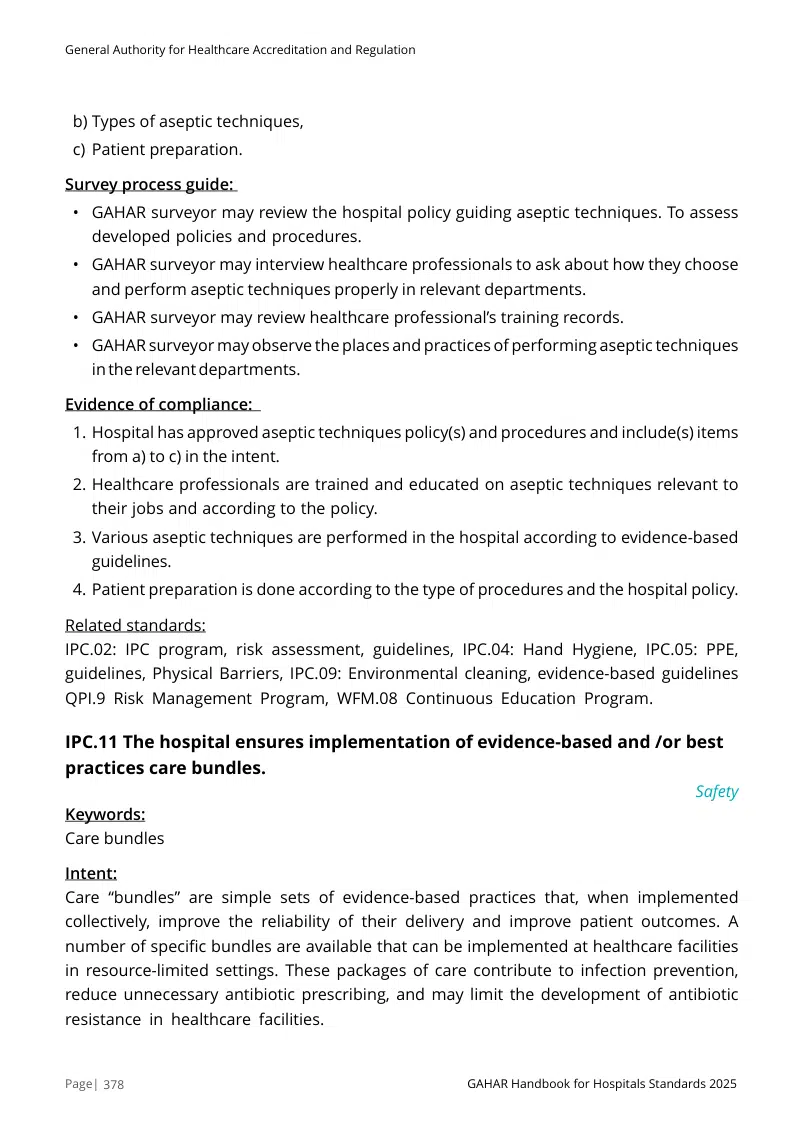 General Authority for Healthcare Accreditation and Regulation
b) Types of aseptic techniques,
c) Patient preparation.
Survey process guide:
• GAHAR surveyor may review the hospital policy guiding aseptic techniques. To assess
developed policies and procedures.
• GAHAR surveyor may interview healthcare professionals to ask about how they choose
and perform aseptic techniques properly in relevant departments.
• GAHAR surveyor may review healthcare professional’s training records.
• GAHAR surveyor may observe the places and practices of performing aseptic techniques
in the relevant departments.
Evidence of compliance:
1. Hospital has approved aseptic techniques policy(s) and procedures and include(s) items
from a) to c) in the intent.
2. Healthcare professionals are trained and educated on aseptic techniques relevant to
their jobs and according to the policy.
3. Various aseptic techniques are performed in the hospital according to evidence-based
guidelines.
4. Patient preparation is done according to the type of procedures and the hospital policy.
Related standards:
IPC.02: IPC program, risk assessment, guidelines, IPC.04: Hand Hygiene, IPC.05: PPE,
guidelines, Physical Barriers, IPC.09: Environmental cleaning, evidence-based guidelines
QPI.9 Risk Management Program, WFM.08 Continuous Education Program.
IPC.11 The hospital ensures implementation of evidence-based and /or best
practices care bundles.
Safety
Keywords:
Care bundles
Intent:
Care “bundles” are simple sets of evidence-based practices that, when implemented
collectively, improve the reliability of their delivery and improve patient outcomes. A
number of specific bundles are available that can be implemented at healthcare facilities
in resource-limited settings. These packages of care contribute to infection prevention,
reduce unnecessary antibiotic prescribing, and may limit the development of antibiotic
resistance in healthcare facilities.
Page| 378
GAHAR Handbook for Hospitals Standards 2025